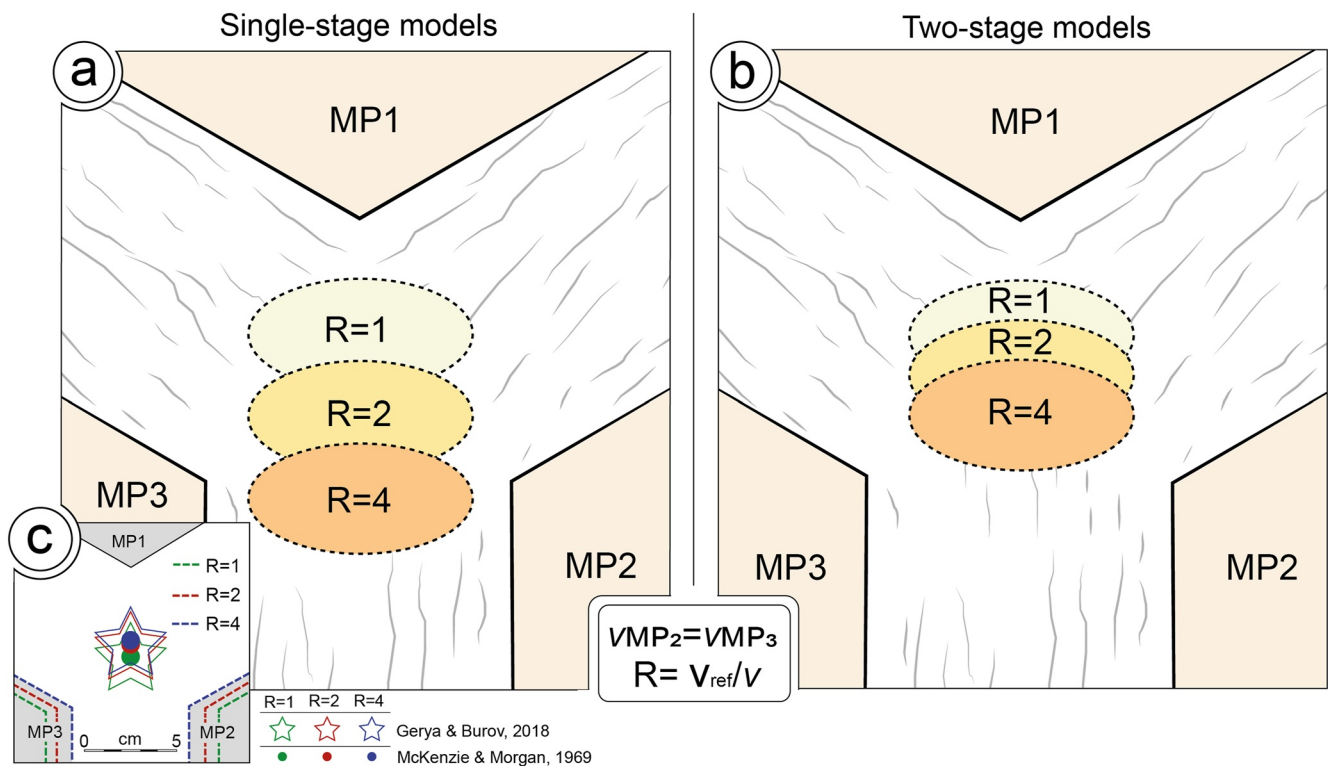 Single-stage models
Two-stage models
a
MP1
R=1
R=2
R=4
MP3
MP2
b
MP1
R=1
R=2
R=4
MP3
MP2
vMP₂=vMP₃
R= Vref/v
c
MP1
R=1
R=2
R=4
MP3
MP2
0 cm 5
R=1 R=2 R=4
Gerya & Burov, 2018
McKenzie & Morgan, 1969